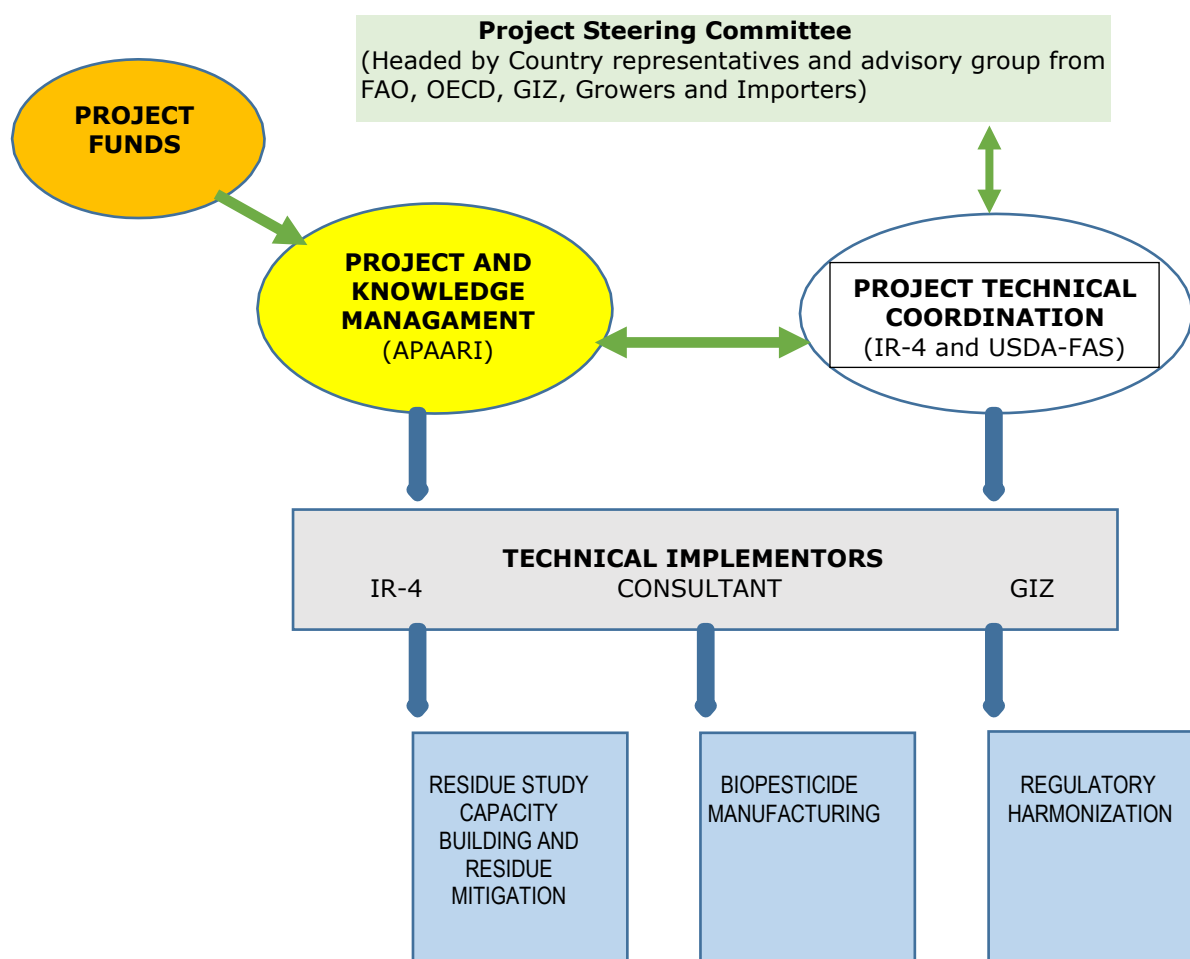 Project Steering Committee
(Headed by Country representatives and advisory group from
FAO, OECD, GIZ, Growers and Importers)
PROJECT
FUNDS
PROJECT AND
KNOWLEDGE
MANAGAMENT
(APAARI)
PROJECT TECHNICAL
COORDINATION
(IR-4 and USDA-FAS)
TECHNICAL IMPLEMENTORS
IR-4 CONSULTANT GIZ
RESIDUE STUDY
CAPACITY
BUILDING AND
RESIDUE
MITIGATION
BIOPESTICIDE
MANUFACTURING
REGULATORY
HARMONIZATION